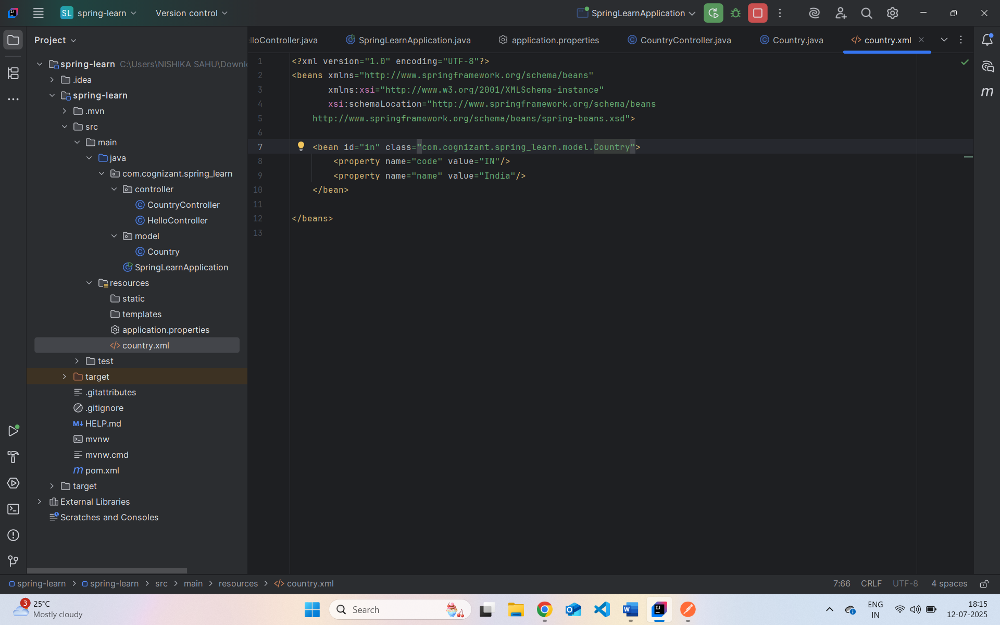 SL spring-learn Version control SpringLearnApplication
Project
lloController.java SpringLearnApplication.java application.properties CountryController.java Country.java country.xml
spring-learn C:\Users\NISHIKA SAHU\Downl
.idea
spring-learn
.mvn
src
main
java
com.cognizant.spring_learn
controller
CountryController
HelloController
model
Country
SpringLearnApplication
resources
static
templates
application.properties
country.xml
test
target
.gitattributes
.gitignore
M↓ HELP.md
mvnw
mvnw.cmd
m pom.xml
target
External Libraries
Scratches and Consoles
1 <?xml version="1.0" encoding="UTF-8"?>
2 <beans xmlns="http://www.springframework.org/schema/beans"
3 xmlns:xsi="http://www.w3.org/2001/XMLSchema-instance"
4 xsi:schemaLocation="http://www.springframework.org/schema/beans
5 http://www.springframework.org/schema/beans/spring-beans.xsd">
6
7 <bean id="in" class="com.cognizant.spring_learn.model.Country">
8 <property name="code" value="IN"/>
9 <property name="name" value="India"/>
10 </bean>
11
12 </beans>
13
m
spring-learn > spring-learn > src > main > resources > country.xml 7:66 CRLF UTF-8 4 spaces
3 25°C
Mostly cloudy
Search
ENG
IN
18:15
12-07-2025